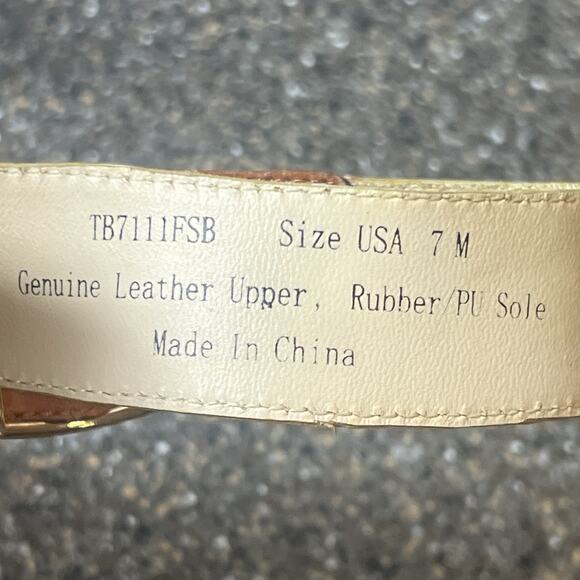 TB7111FSB Size USA 7 M
Genuine Leather Upper, Rubber/PU Sole
Made In China